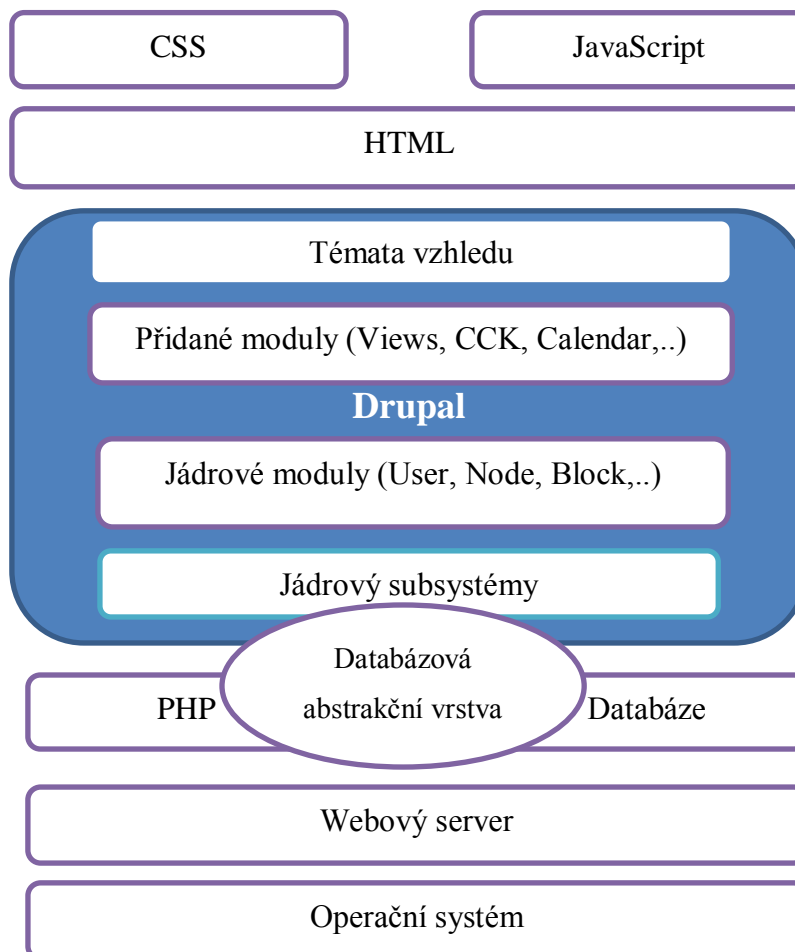 CSS
JavaScript
HTML
Témata vzhledu
Přidané moduly (Views, CCK, Calendar,..)
Drupal
Jádrové moduly (User, Node, Block,..)
Jádrový subsystémy
Databázová
abstrakční vrstva
PHP
Databáze
Webový server
Operační systém